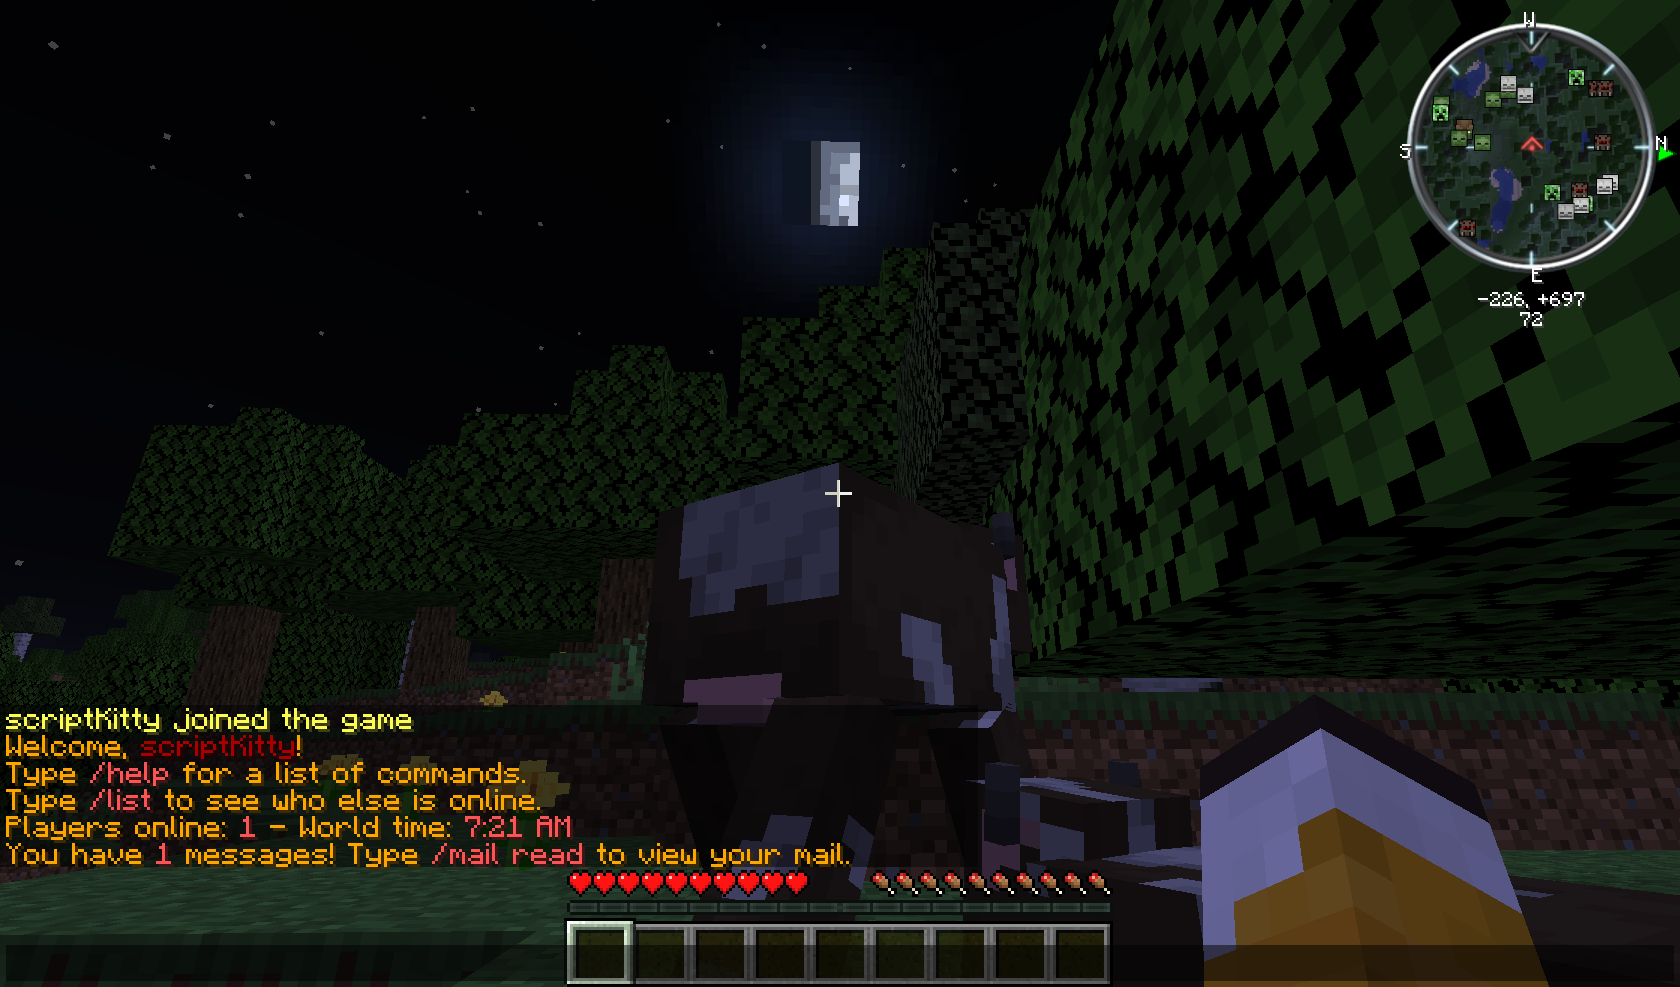 W
S
N
E
-226, +697
72
scriptKitty joined the game
Welcome, scriptKitty!
Type /help for a list of commands.
Type /list to see who else is online.
Players online: 1 - World time: 7:21 AM
You have 1 messages! Type /mail read to view your mail.